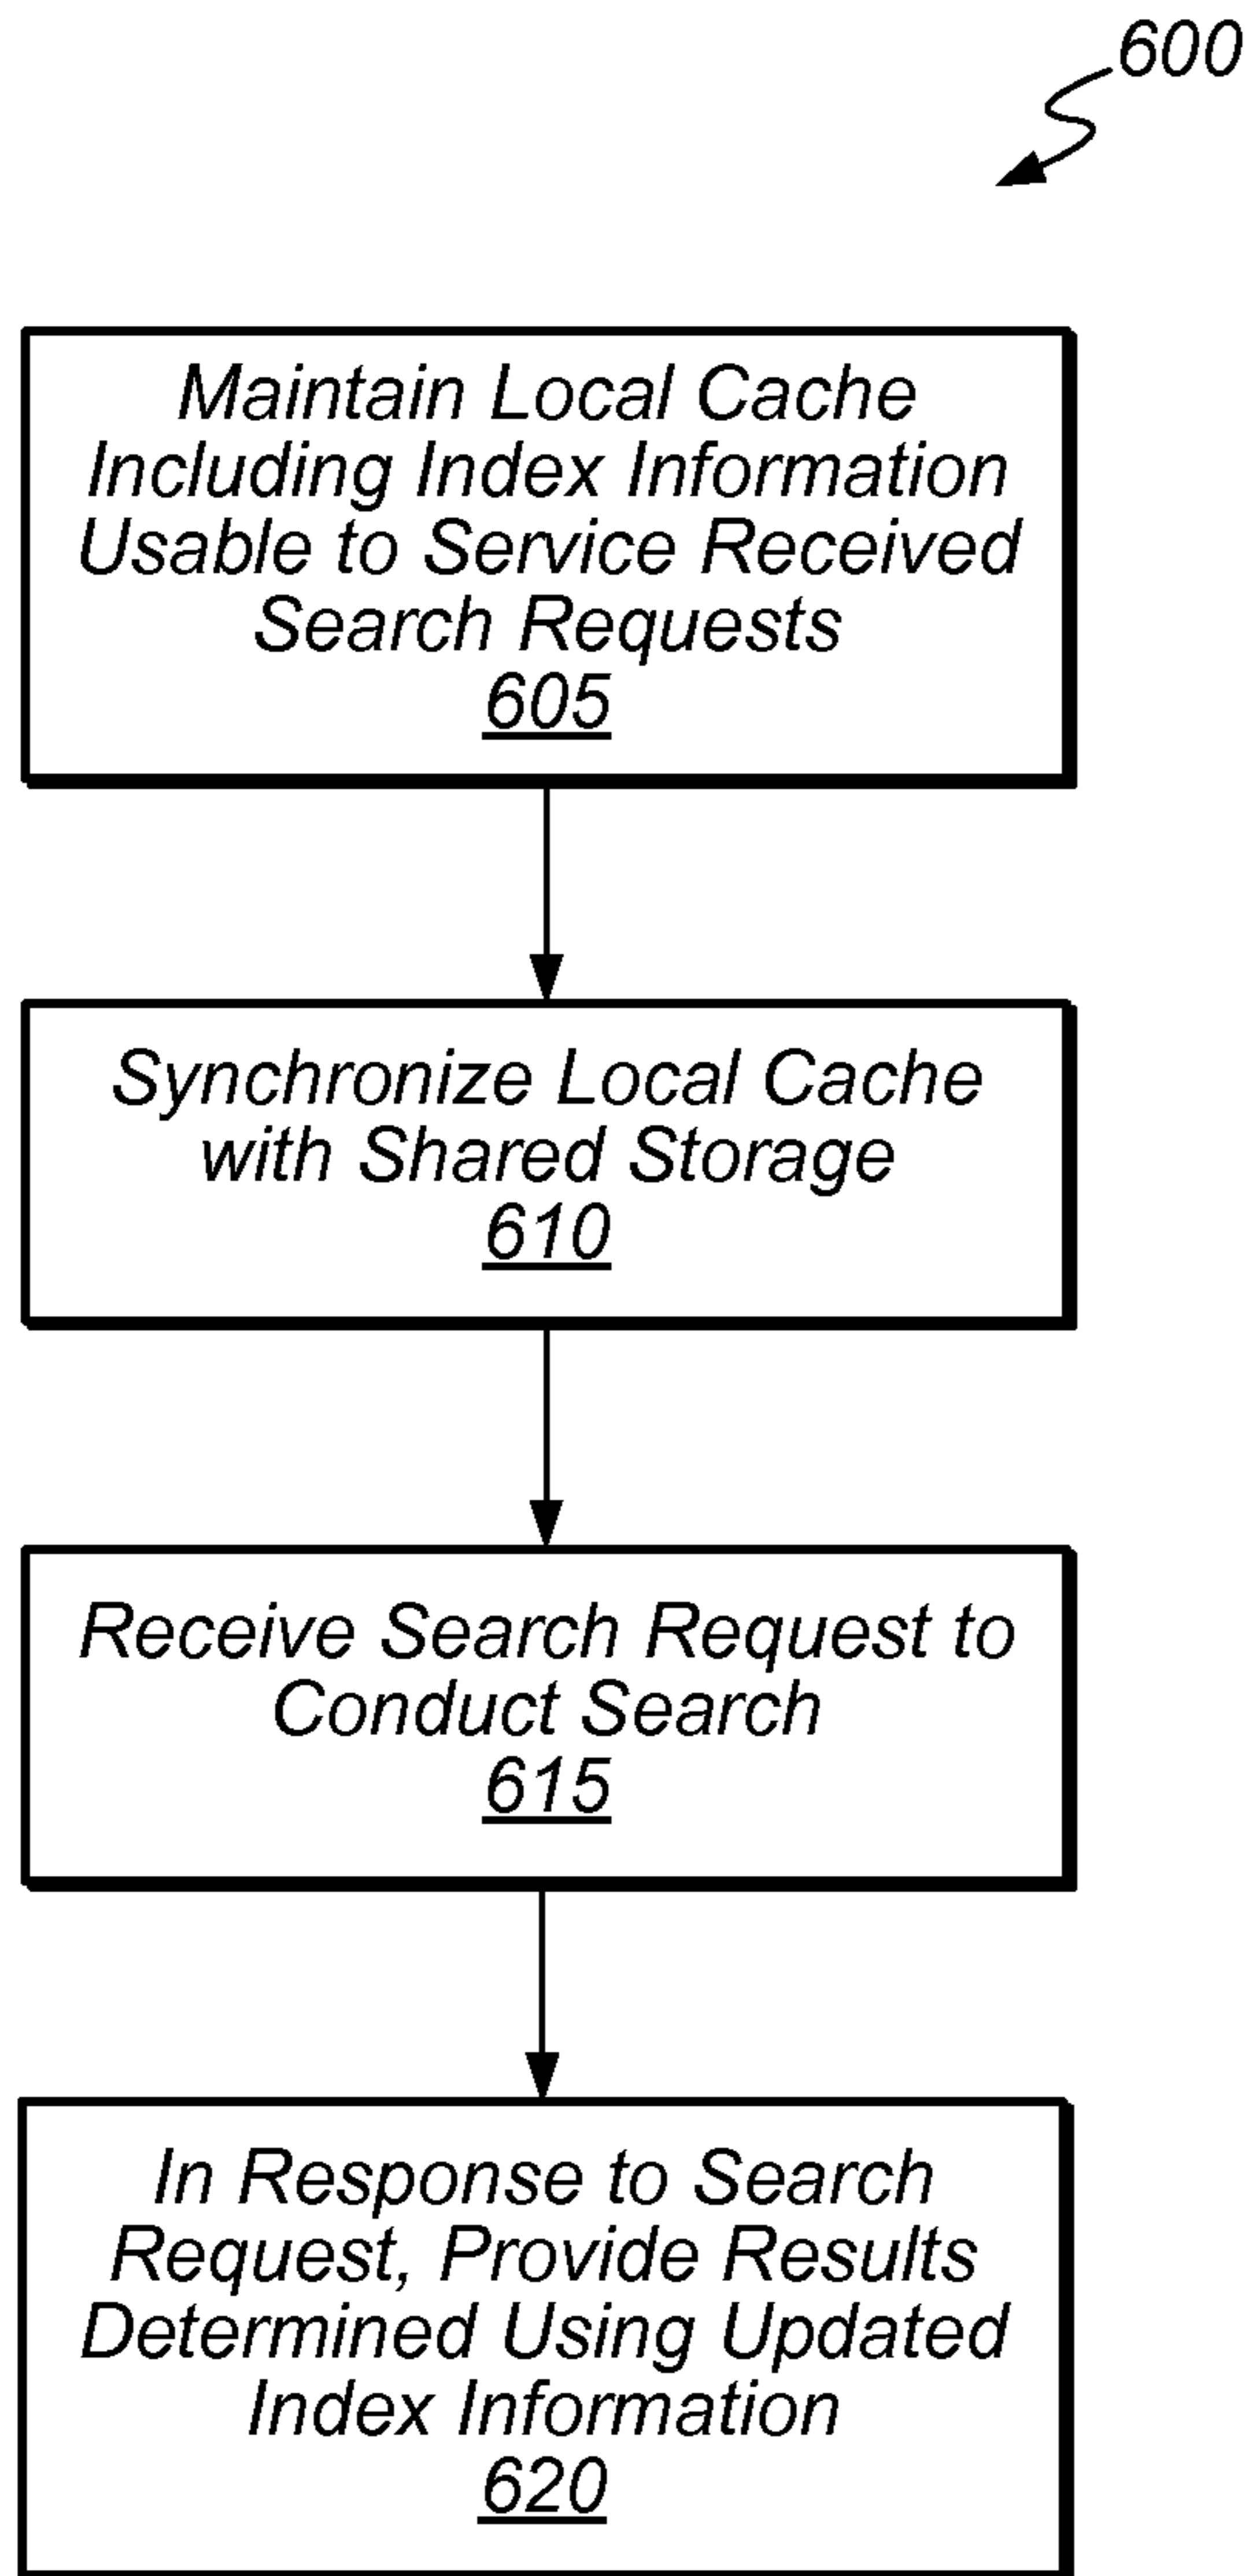 600
Maintain Local Cache
Including Index Information
Usable to Service Received
Search Requests
605
Synchronize Local Cache
with Shared Storage
610
Receive Search Request to
Conduct Search
615
In Response to Search
Request, Provide Results
Determined Using Updated
Index Information
620